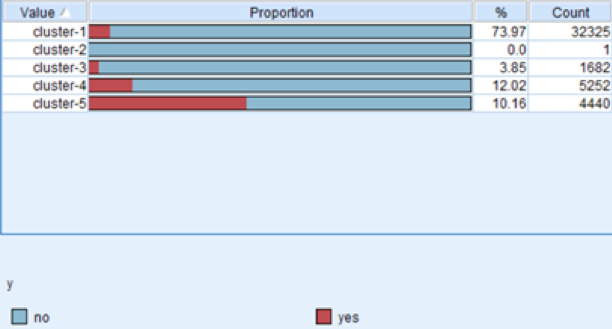 Value Proportion % Count
cluster-1 73.97 32325
cluster-2 0.0 1
cluster-3 3.85 1682
cluster-4 12.02 5252
cluster-5 10.16 4440
y
no yes